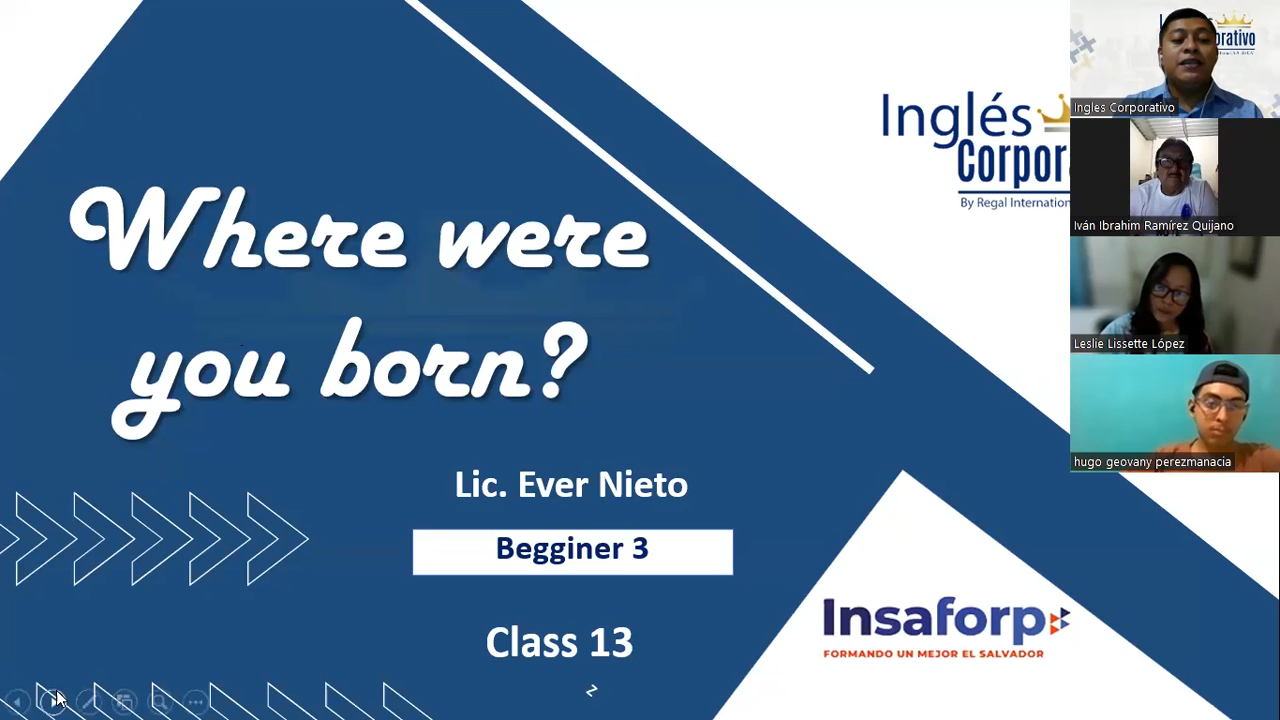 Where were
you born?
Lic. Ever Nieto
Begginer 3
Class 13
Inglés
Corpor
By Regal Internation
Insaforp
FORMANDO UN MEJOR EL SALVADOR
orativo
Ingles Corporativo
Iván Ibrahim Ramírez Quijano
Leslie Lissette López
hugo geovany perezmanacia